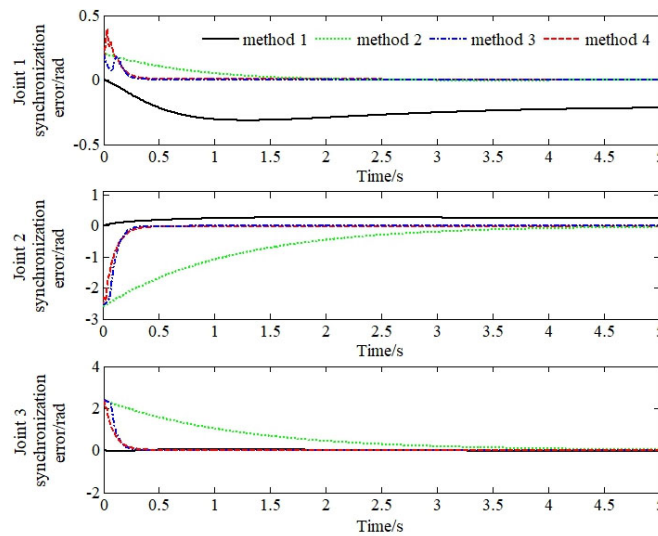 method 1 method 2 method 3 method 4
Joint 1
synchronization
error/rad
0.5
0
-0.5
0 0.5 1 1.5 2 2.5 3 3.5 4 4.5 5
Time/s
Joint 2
synchronization
error/rad
1
0
-1
-2
-3
0 0.5 1 1.5 2 2.5 3 3.5 4 4.5 5
Time/s
Joint 3
synchronization
error/rad
4
2
0
-2
0 0.5 1 1.5 2 2.5 3 3.5 4 4.5
Time/s